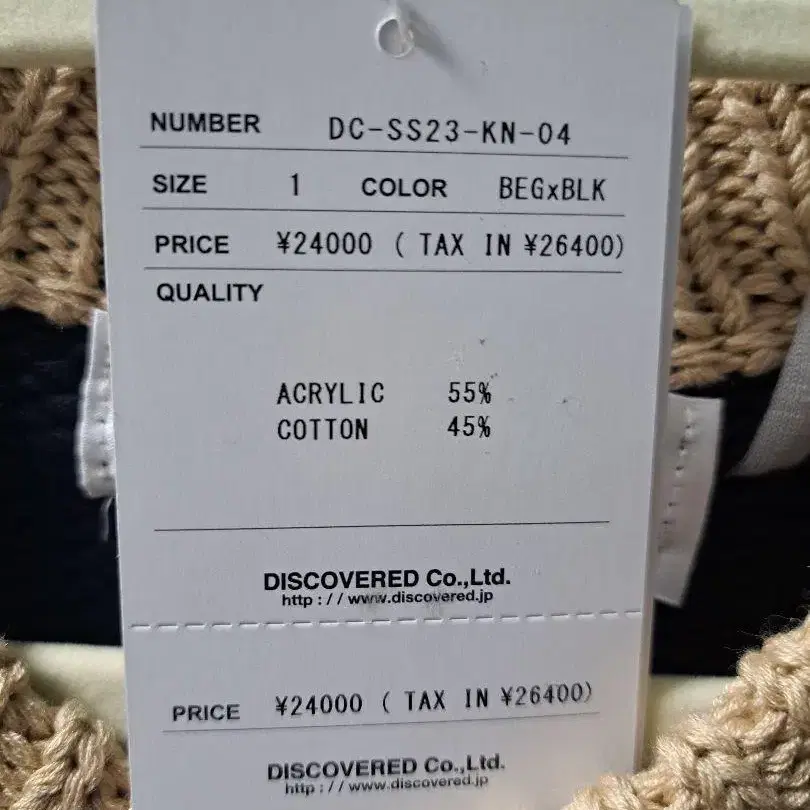 NUMBER DC-SS23-KN-04
SIZE 1 COLOR BEGxBLK
PRICE ¥24000 ( TAX IN ¥26400)
QUALITY
ACRYLIC 55%
COTTON 45%
DISCOVERED Co.,Ltd.
http://www.discovered.jp
PRICE ¥24000 ( TAX IN ¥26400)
DISCOVERED Co.,Ltd.
http://www.discovered.jp